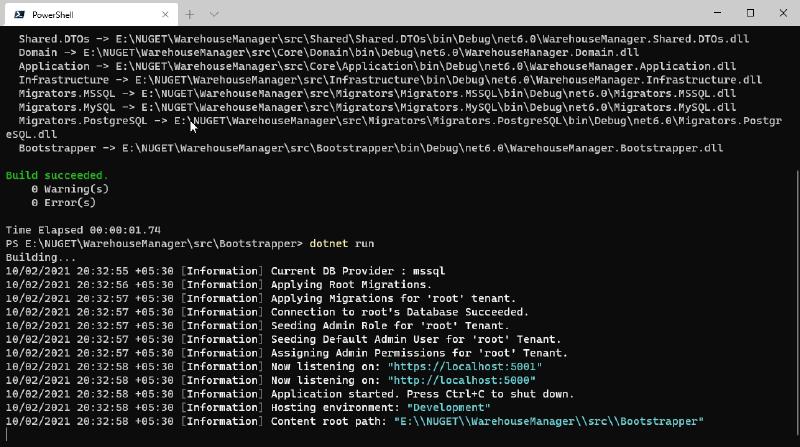 PowerShell
Shared.DTOs -> E:\NUGET\WarehouseManager\src\Shared\Shared.DTOs\bin\Debug\net6.0\WarehouseManager.Shared.DTOs.dll
Domain -> E:\NUGET\WarehouseManager\src\Core\Domain\bin\Debug\net6.0\WarehouseManager.Domain.dll
Application -> E:\NUGET\WarehouseManager\src\Core\Application\bin\Debug\net6.0\WarehouseManager.Application.dll
Infrastructure -> E:\NUGET\WarehouseManager\src\Infrastructure\bin\Debug\net6.0\WarehouseManager.Infrastructure.dll
Migrators.MSSQL -> E:\NUGET\WarehouseManager\src\Migrators\Migrators.MSSQL\bin\Debug\net6.0\Migrators.MSSQL.dll
Migrators.MySQL -> E:\NUGET\WarehouseManager\src\Migrators\Migrators.MySQL\bin\Debug\net6.0\Migrators.MySQL.dll
Migrators.PostgreSQL -> E:\NUGET\WarehouseManager\src\Migrators\Migrators.PostgreSQL\bin\Debug\net6.0\Migrators.Postgr
eSQL.dll
Bootstrapper -> E:\NUGET\WarehouseManager\src\Bootstrapper\bin\Debug\net6.0\WarehouseManager.Bootstrapper.dll
Build succeeded.
0 Warning(s)
0 Error(s)
Time Elapsed 00:00:01.74
PS E:\NUGET\WarehouseManager\src\Bootstrapper> dotnet run
Building...
10/02/2021 20:32:55 +05:30 [Information] Current DB Provider : mssql
10/02/2021 20:32:56 +05:30 [Information] Applying Root Migrations.
10/02/2021 20:32:57 +05:30 [Information] Applying Migrations for 'root' tenant.
10/02/2021 20:32:57 +05:30 [Information] Connection to root's Database Succeeded.
10/02/2021 20:32:57 +05:30 [Information] Seeding Admin Role for 'root' Tenant.
10/02/2021 20:32:57 +05:30 [Information] Seeding Default Admin User for 'root' Tenant.
10/02/2021 20:32:57 +05:30 [Information] Assigning Admin Permissions for 'root' Tenant.
10/02/2021 20:32:58 +05:30 [Information] Now listening on: "https://localhost:5001"
10/02/2021 20:32:58 +05:30 [Information] Now listening on: "http://localhost:5000"
10/02/2021 20:32:58 +05:30 [Information] Application started. Press Ctrl+C to shut down.
10/02/2021 20:32:58 +05:30 [Information] Hosting environment: "Development"
10/02/2021 20:32:58 +05:30 [Information] Content root path: "E:\\NUGET\\WarehouseManager\\src\\Bootstrapper"